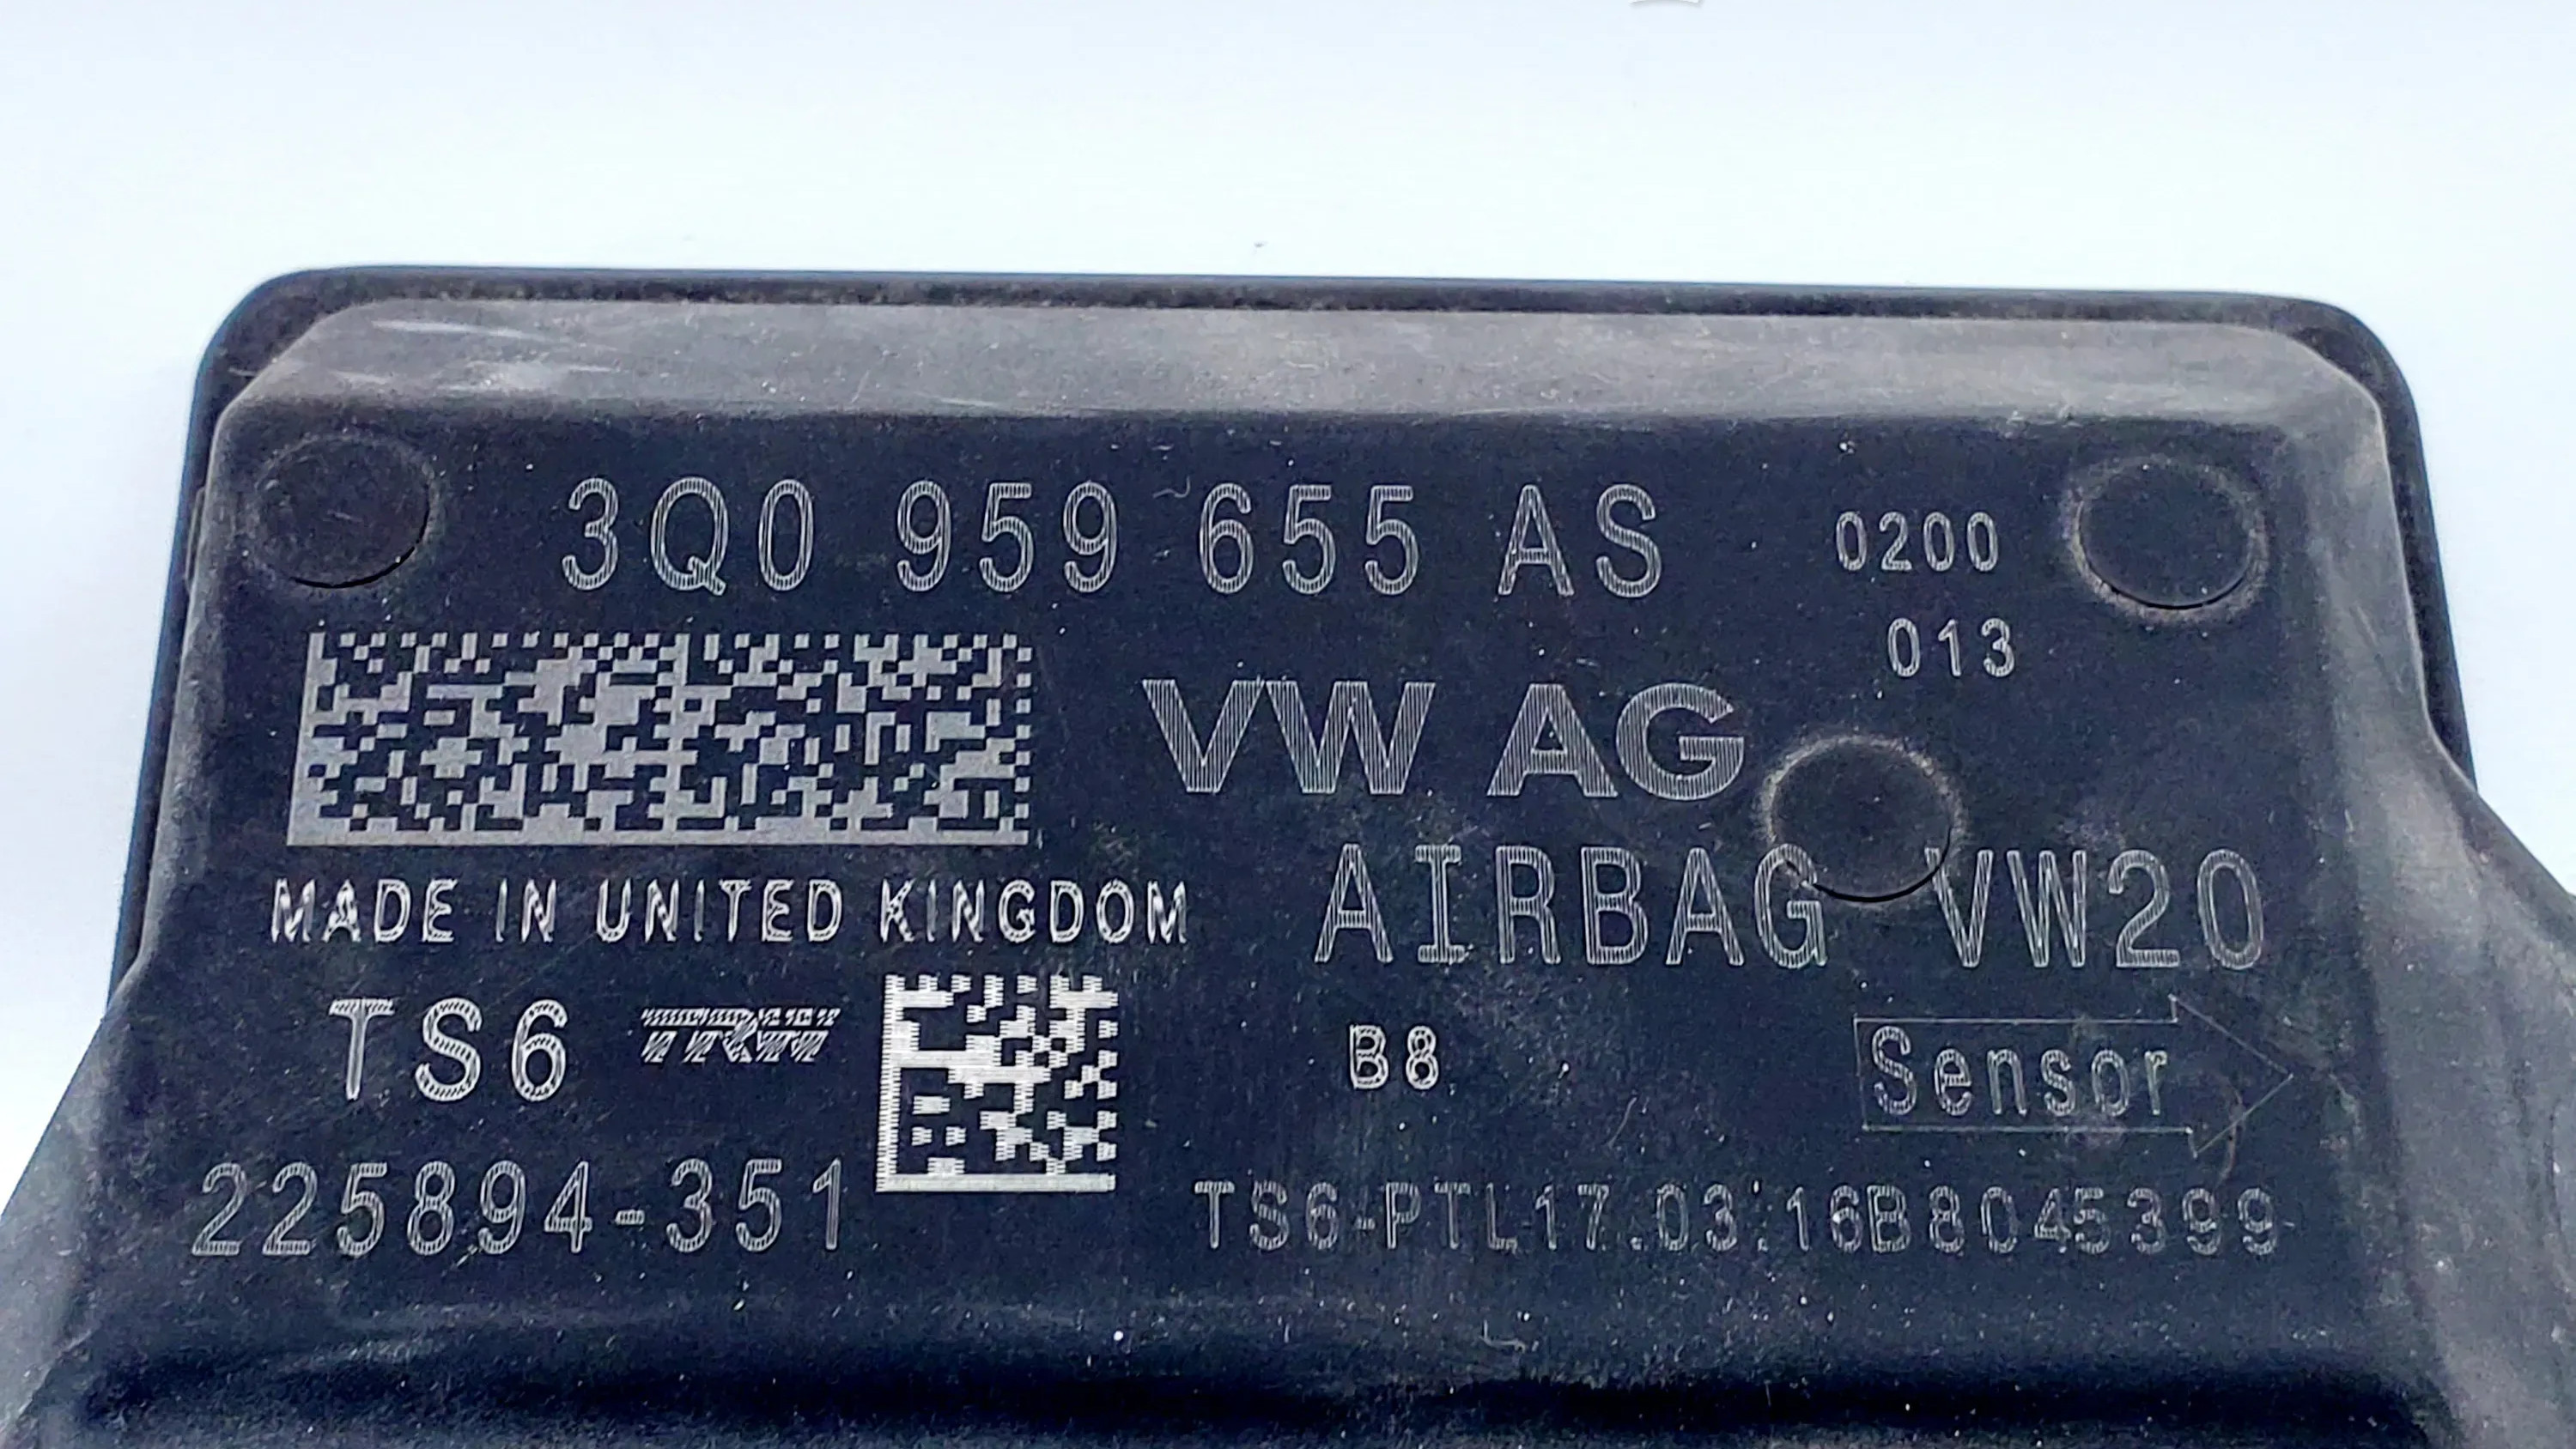 3Q0 959 655 AS 0200
013
VW AG
MADE IN UNITED KINGDOM
AIRBAG VW20
TS6 TRW
B8
Sensor
225894-351
TS6-PTL17.03.16B8045399